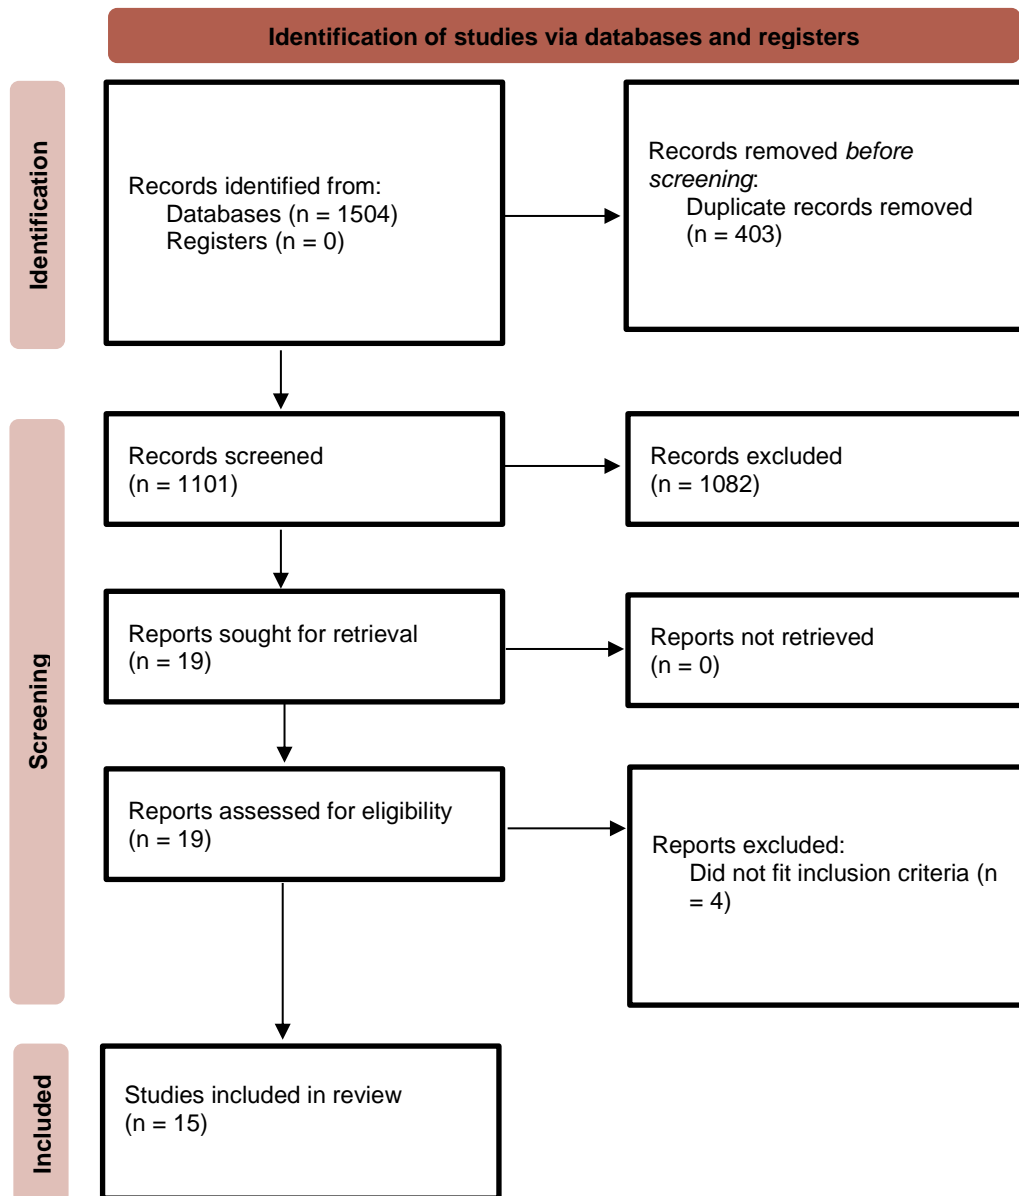 Identification of studies via databases and registers
Identification
Records identified from:
Databases (n = 1504)
Registers (n = 0)
Records removed before
screening:
Duplicate records removed
(n = 403)
Screening
Records screened
(n = 1101)
Records excluded
(n = 1082)
Reports sought for retrieval
(n = 19)
Reports not retrieved
(n = 0)
Reports assessed for eligibility
(n = 19)
Reports excluded:
Did not fit inclusion criteria (n
= 4)
Included
Studies included in review
(n = 15)